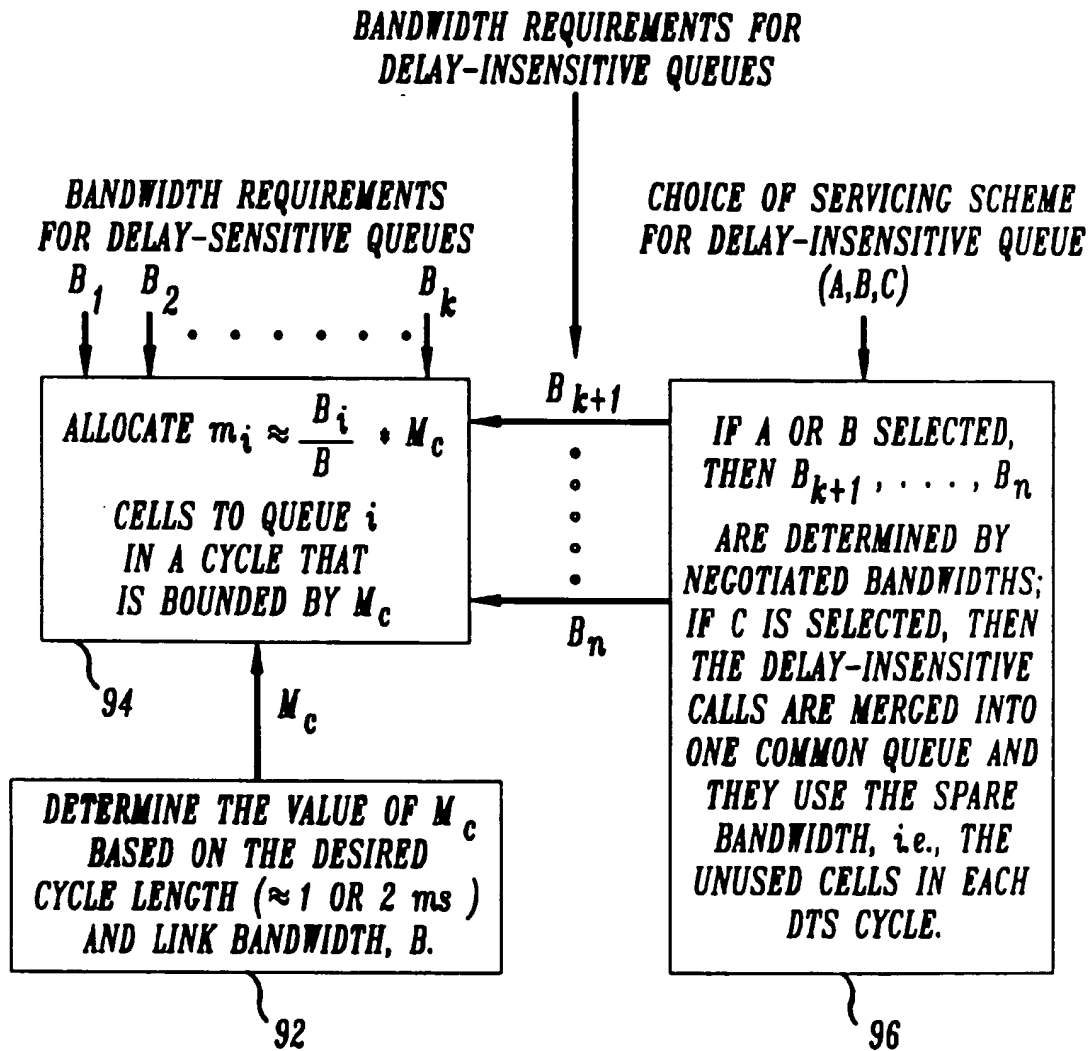 BANDWIDTH REQUIREMENTS FOR
DELAY-INSENSITIVE QUEUES
BANDWIDTH REQUIREMENTS
FOR DELAY-SENSITIVE QUEUES
B1 B2 . . . . . . Bk
CHOICE OF SERVICING SCHEME
FOR DELAY-INSENSITIVE QUEUE
(A,B,C)
ALLOCATE mi ≈ Bi/B * Mc
CELLS TO QUEUE i
IN A CYCLE THAT
IS BOUNDED BY Mc
94
Bk+1
Bn
IF A OR B SELECTED,
THEN Bk+1 , . . . , Bn
ARE DETERMINED BY
NEGOTIATED BANDWIDTHS;
IF C IS SELECTED, THEN
THE DELAY-INSENSITIVE
CALLS ARE MERGED INTO
ONE COMMON QUEUE AND
THEY USE THE SPARE
BANDWIDTH, i.e., THE
UNUSED CELLS IN EACH
DTS CYCLE.
96
Mc
DETERMINE THE VALUE OF Mc
BASED ON THE DESIRED
CYCLE LENGTH (≈ 1 OR 2 ms )
AND LINK BANDWIDTH, B.
92